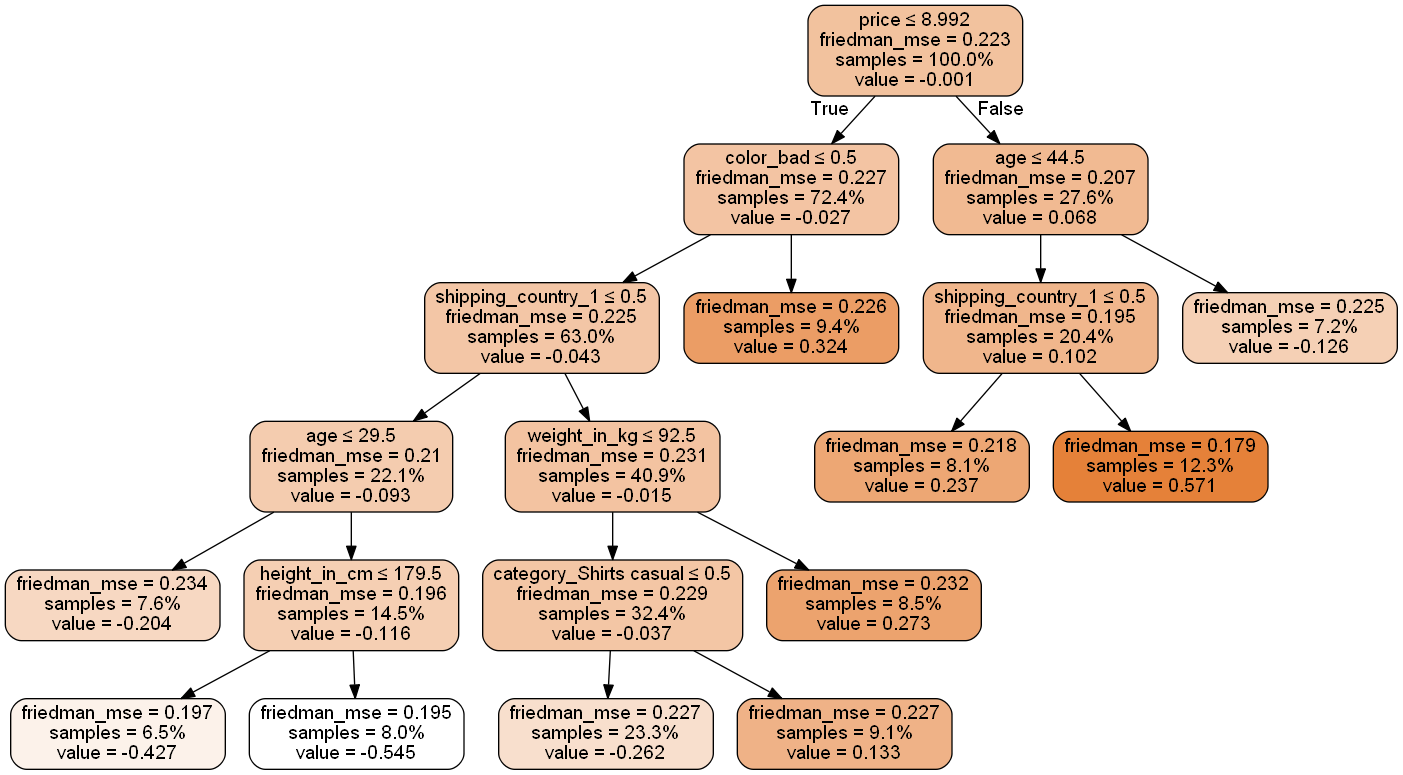 price ≤ 8.992
friedman_mse = 0.223
samples = 100.0%
value = -0.001
True
False
color_bad ≤ 0.5
friedman_mse = 0.227
samples = 72.4%
value = -0.027
age ≤ 44.5
friedman_mse = 0.207
samples = 27.6%
value = 0.068
shipping_country_1 ≤ 0.5
friedman_mse = 0.225
samples = 63.0%
value = -0.043
friedman_mse = 0.226
samples = 9.4%
value = 0.324
shipping_country_1 ≤ 0.5
friedman_mse = 0.195
samples = 20.4%
value = 0.102
friedman_mse = 0.225
samples = 7.2%
value = -0.126
age ≤ 29.5
friedman_mse = 0.21
samples = 22.1%
value = -0.093
weight_in_kg ≤ 92.5
friedman_mse = 0.231
samples = 40.9%
value = -0.015
friedman_mse = 0.218
samples = 8.1%
value = 0.237
friedman_mse = 0.179
samples = 12.3%
value = 0.571
friedman_mse = 0.234
samples = 7.6%
value = -0.204
height_in_cm ≤ 179.5
friedman_mse = 0.196
samples = 14.5%
value = -0.116
category_Shirts casual ≤ 0.5
friedman_mse = 0.229
samples = 32.4%
value = -0.037
friedman_mse = 0.232
samples = 8.5%
value = 0.273
friedman_mse = 0.197
samples = 6.5%
value = -0.427
friedman_mse = 0.195
samples = 8.0%
value = -0.545
friedman_mse = 0.227
samples = 23.3%
value = -0.262
friedman_mse = 0.227
samples = 9.1%
value = 0.133